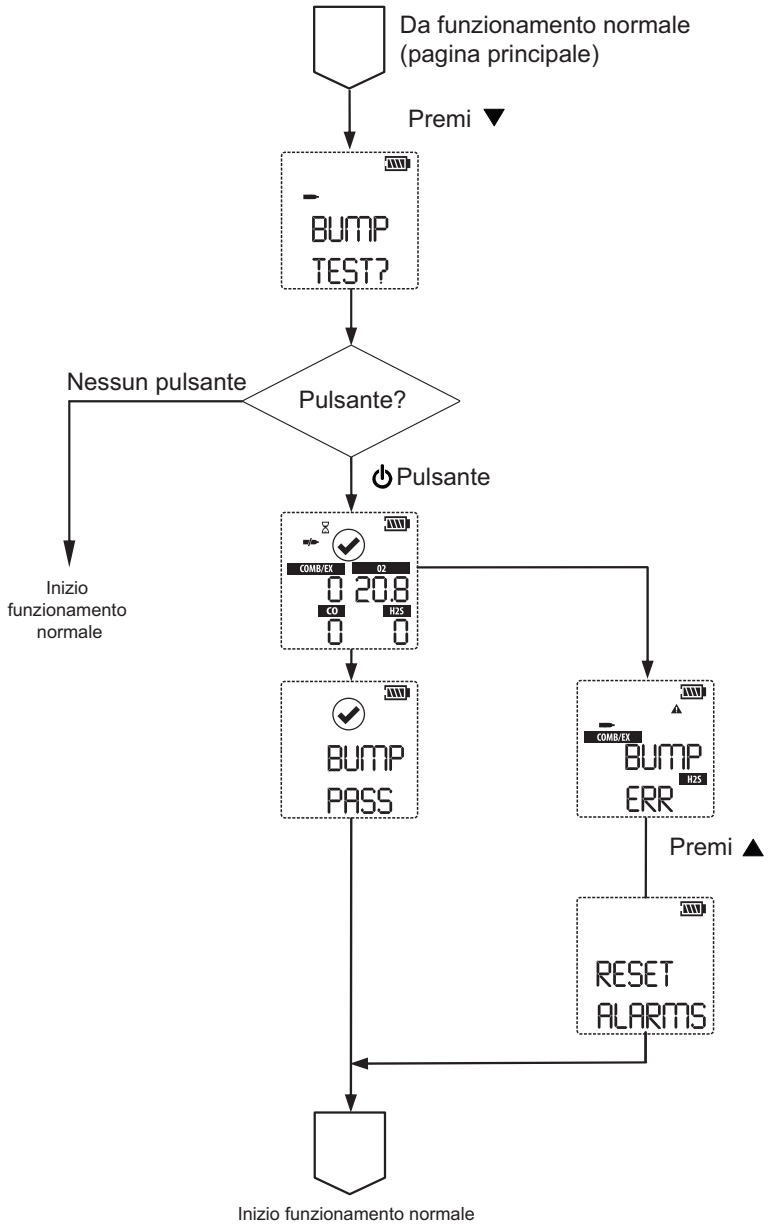 Da funzionamento normale
(pagina principale)
Premi ▼
BUMP
TEST?
Nessun pulsante
Pulsante?
Pulsante
Inizio
funzionamento
normale
COMB/EX O2
0 20.8
CO H2S
0 0
BUMP
PASS
COMB/EX
BUMP
H2S
ERR
Premi ▲
RESET
ALARMS
Inizio funzionamento normale